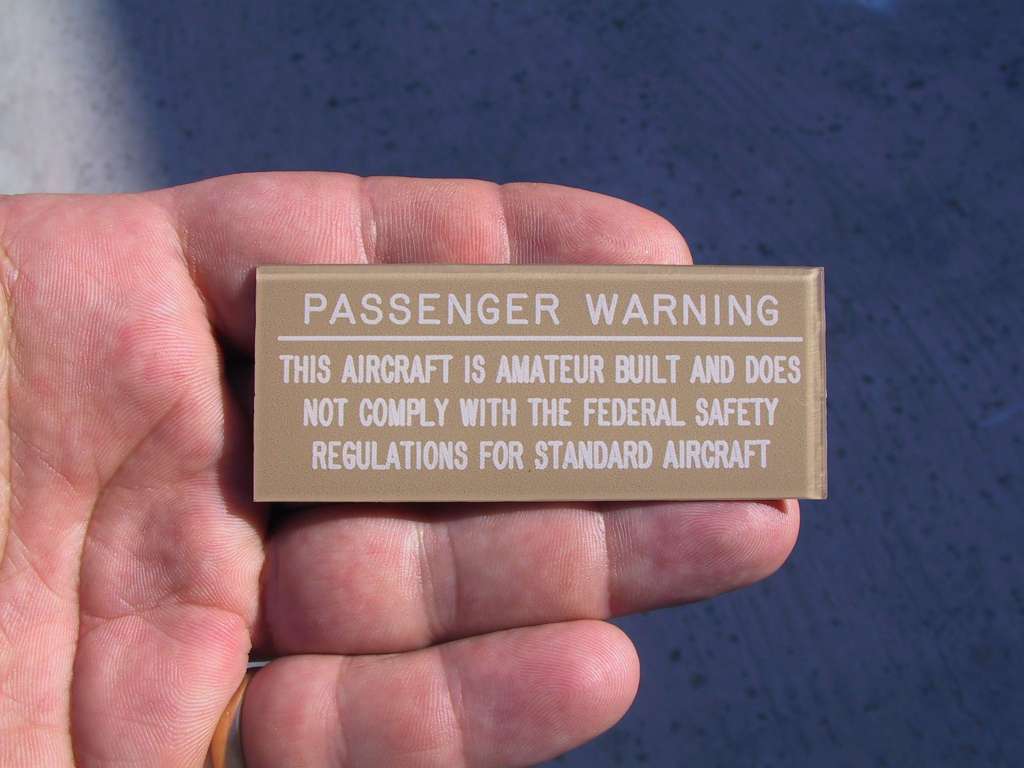 PASSENGER WARNING
THIS AIRCRAFT IS AMATEUR BUILT AND DOES
NOT COMPLY WITH THE FEDERAL SAFETY
REGULATIONS FOR STANDARD AIRCRAFT